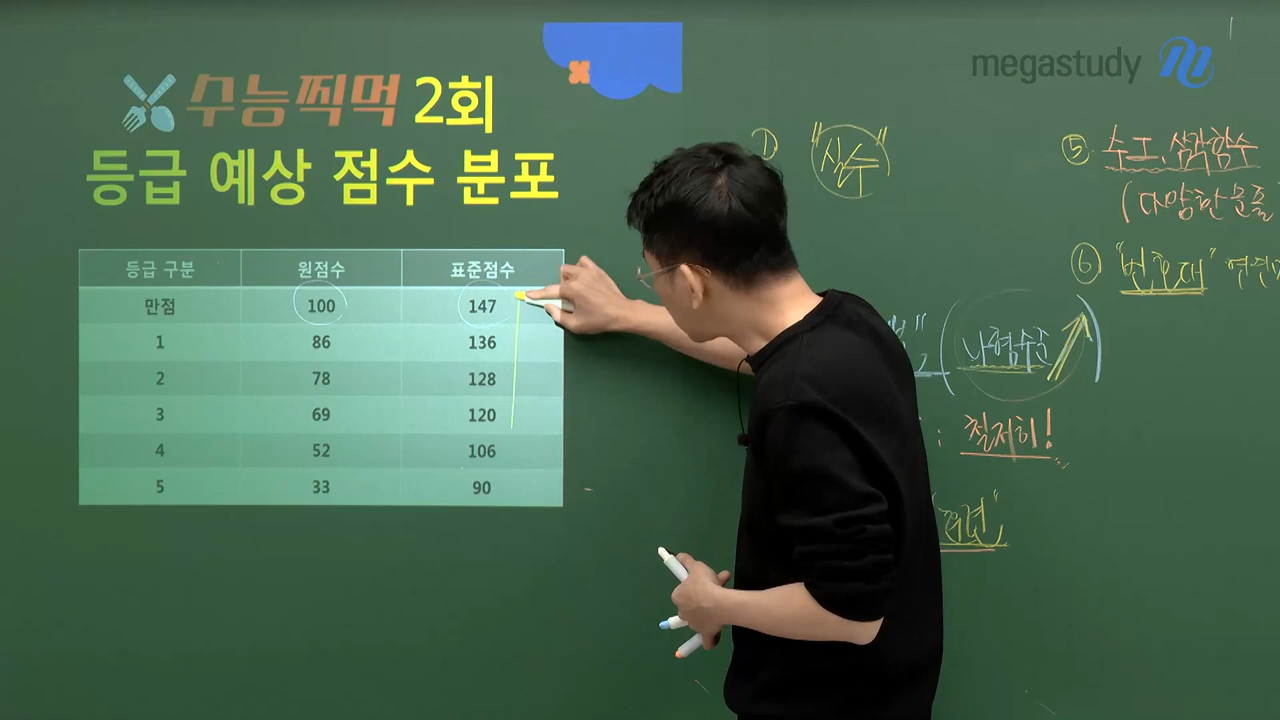 megastudy
수능찍먹 2회
등급 예상 점수 분포
등급 구분 원점수 표준점수
만점 100 147
1 86 136
2 78 128
3 69 120
4 52 106
5 33 90
① "실수"
나형수준
: 철저히!
⑤ 수I, 삼각함수
(다양한 문풀
⑥ "번호대"